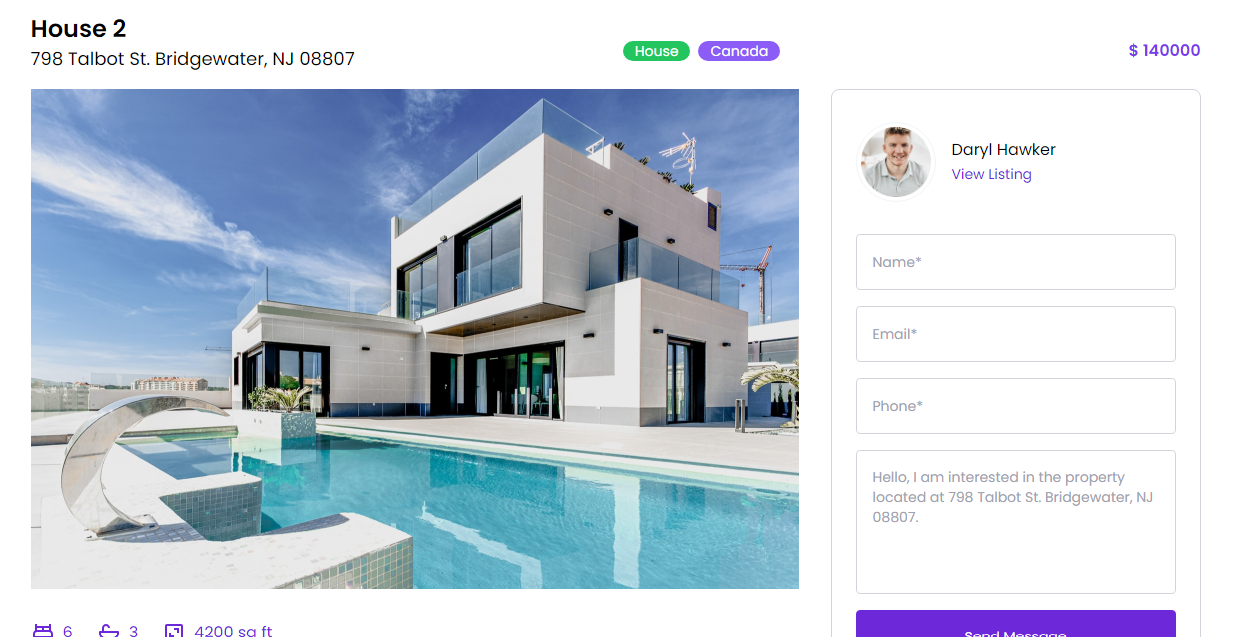 House 2
798 Talbot St. Bridgewater, NJ 08807
House
Canada
$ 140000
Daryl Hawker
View Listing
Name*
Email*
Phone*
Hello, I am interested in the property
located at 798 Talbot St. Bridgewater, NJ
08807.
Send Message
6
3
4200 sq ft